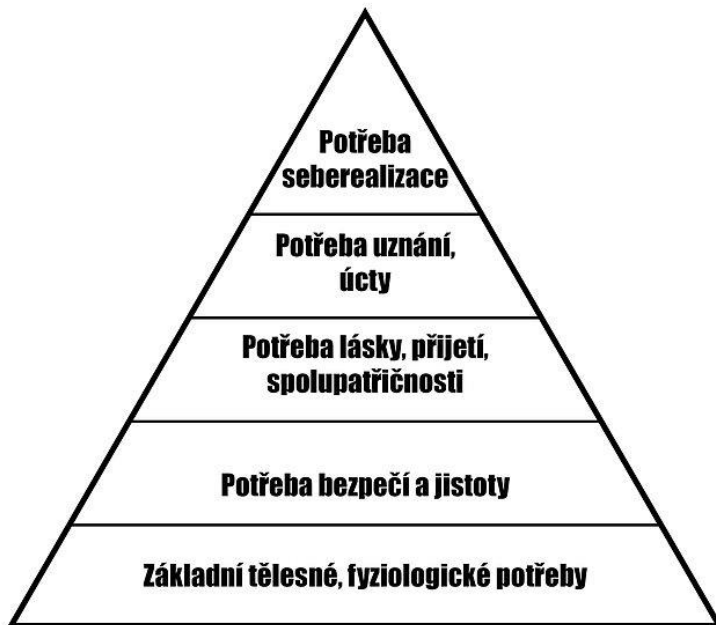 Potřeba
seberealizace
Potřeba uznání,
úcty
Potřeba lásky, přijetí,
spolupatřičnosti
Potřeba bezpečí a jistoty
Základní tělesné, fyziologické potřeby